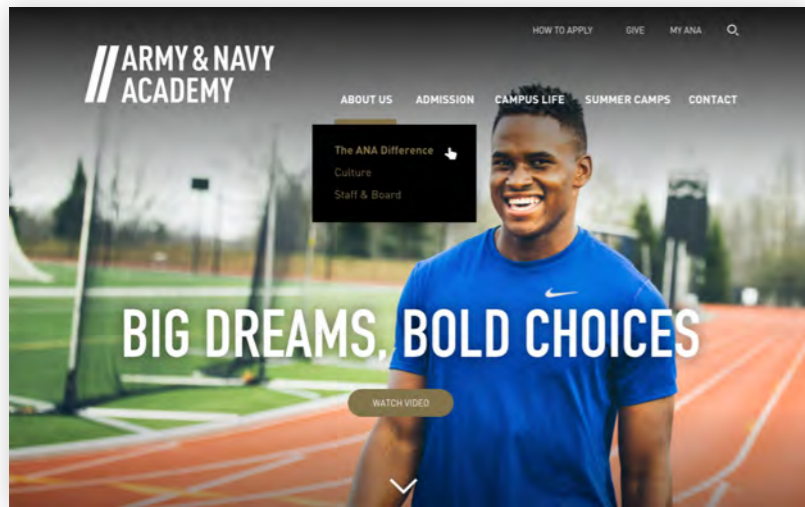 HOW TO APPLY GIVE MY ANA
ARMY & NAVY
ACADEMY
ABOUT US ADMISSION CAMPUS LIFE SUMMER CAMPS CONTACT
The ANA Difference
Culture
Staff & Board
BIG DREAMS, BOLD CHOICES
WATCH VIDEO